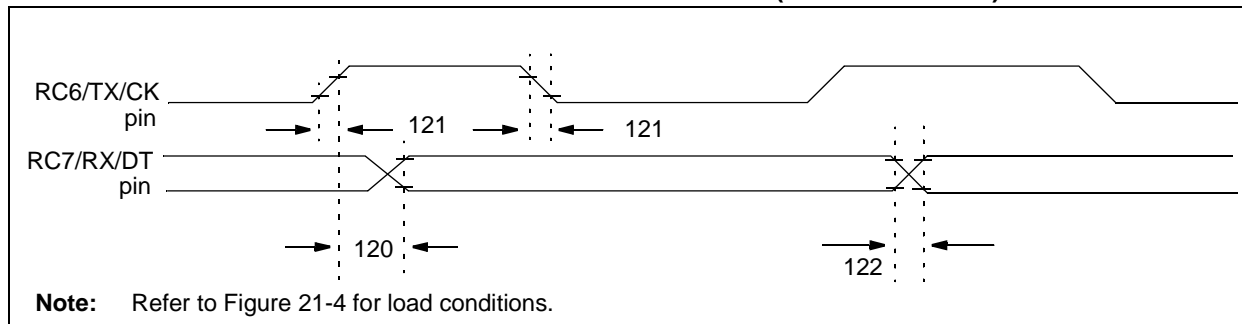 RC6/TX/CK
pin
121
121
RC7/RX/DT
pin
120
122
Note: Refer to Figure 21-4 for load conditions.